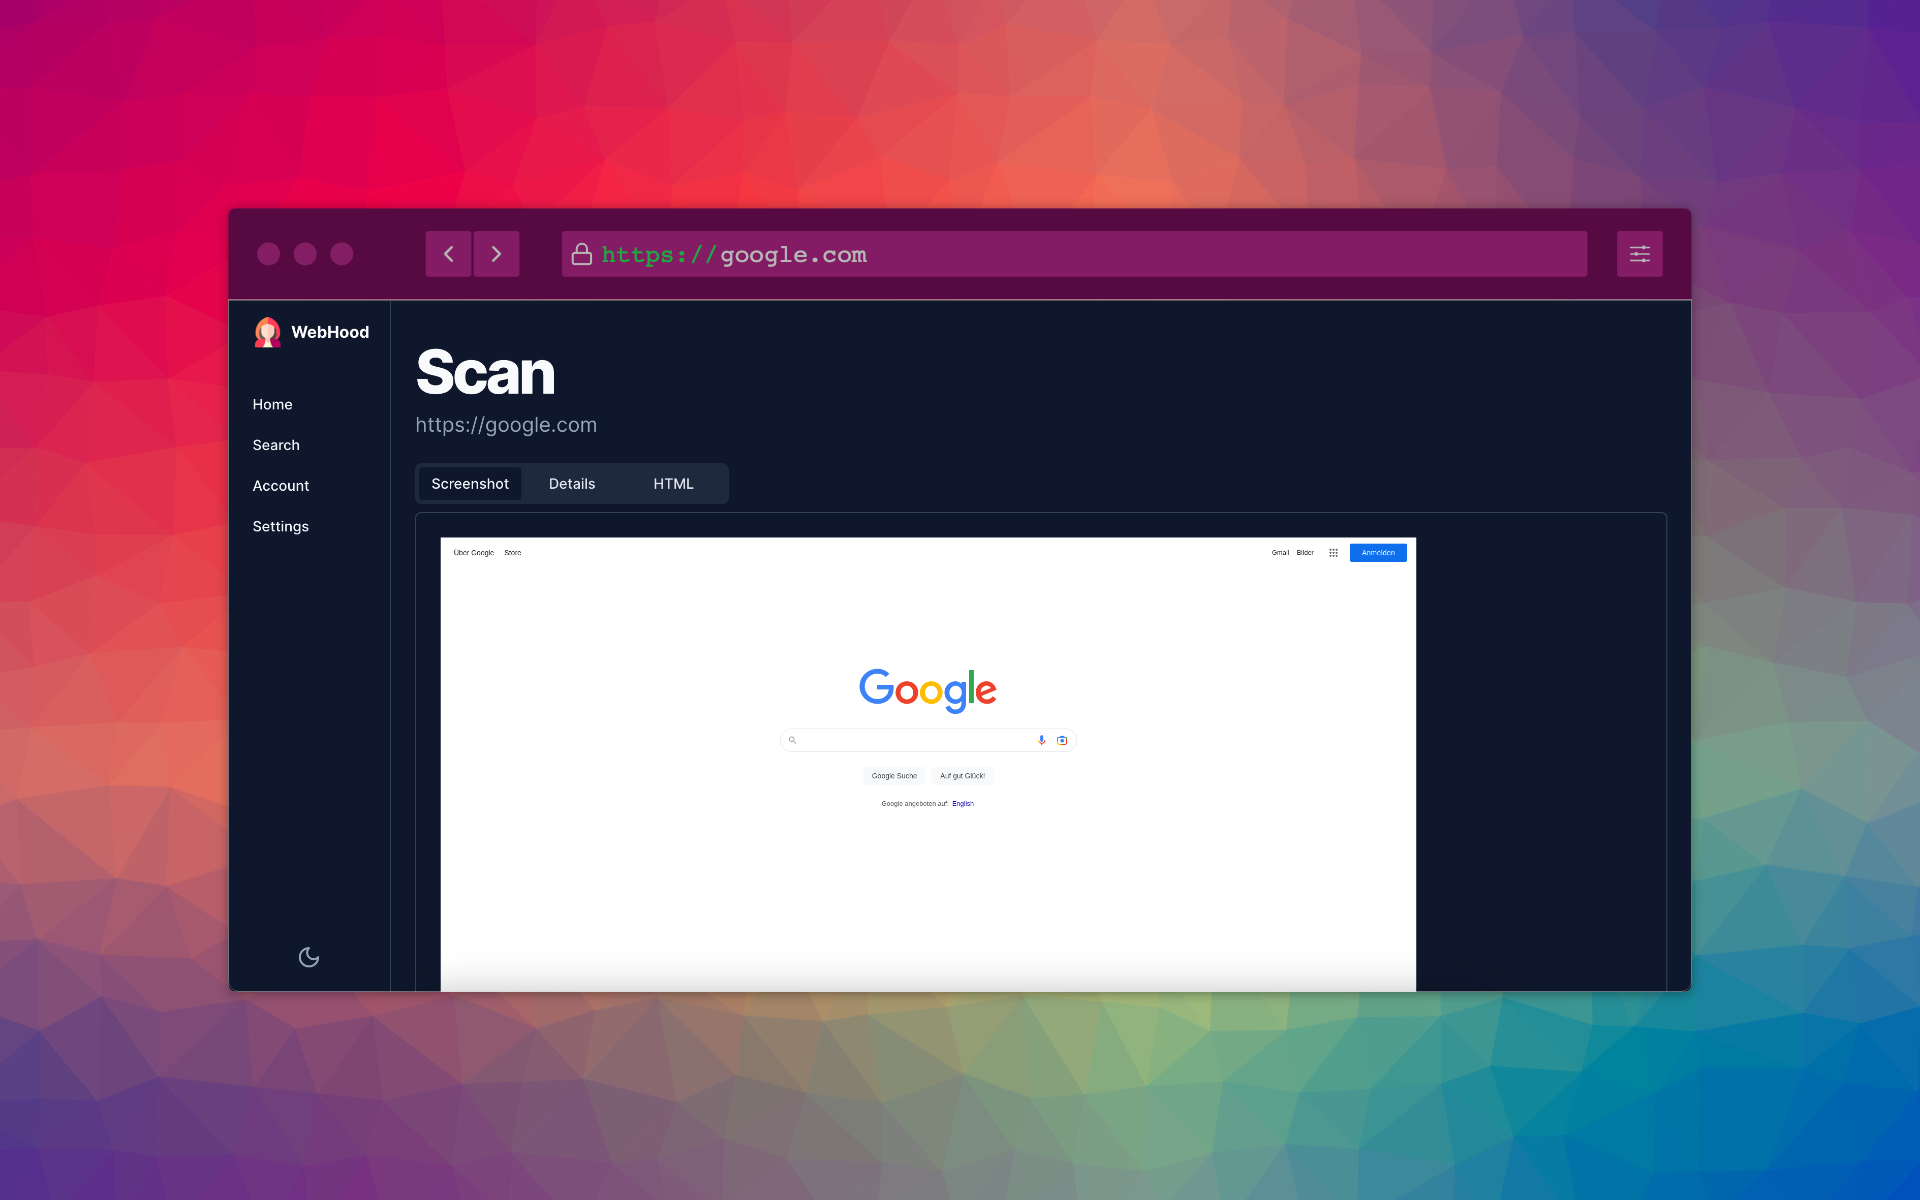 https://google.com
WebHood
Home
Search
Account
Settings
Scan
https://google.com
Screenshot Details HTML
Über Google Store Gmail Bilder Anmelden
Google
Google Suche Auf gut Glück!
Google angeboten auf: English